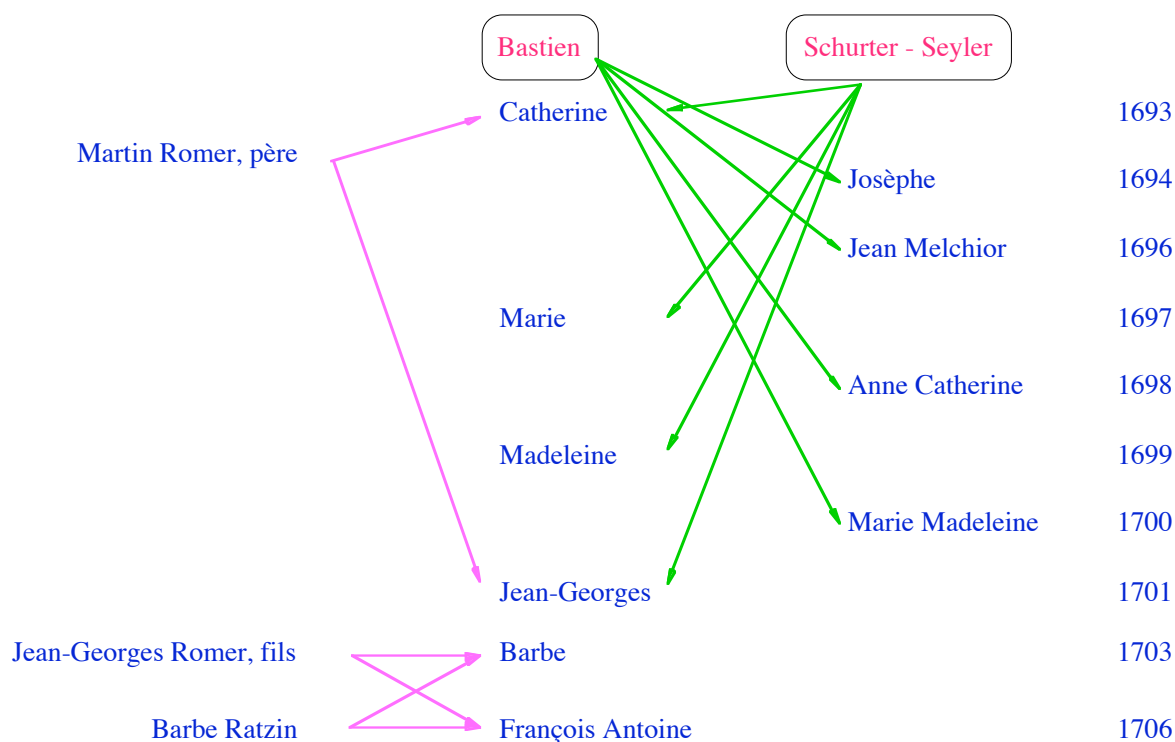 Bastien Schurter - Seyler
Catherine 1693
Martin Romer, père
Josèphe 1694
Jean Melchior 1696
Marie 1697
Anne Catherine 1698
Madeleine 1699
Marie Madeleine 1700
Jean-Georges 1701
Jean-Georges Romer, fils Barbe 1703
Barbe Ratzin François Antoine 1706